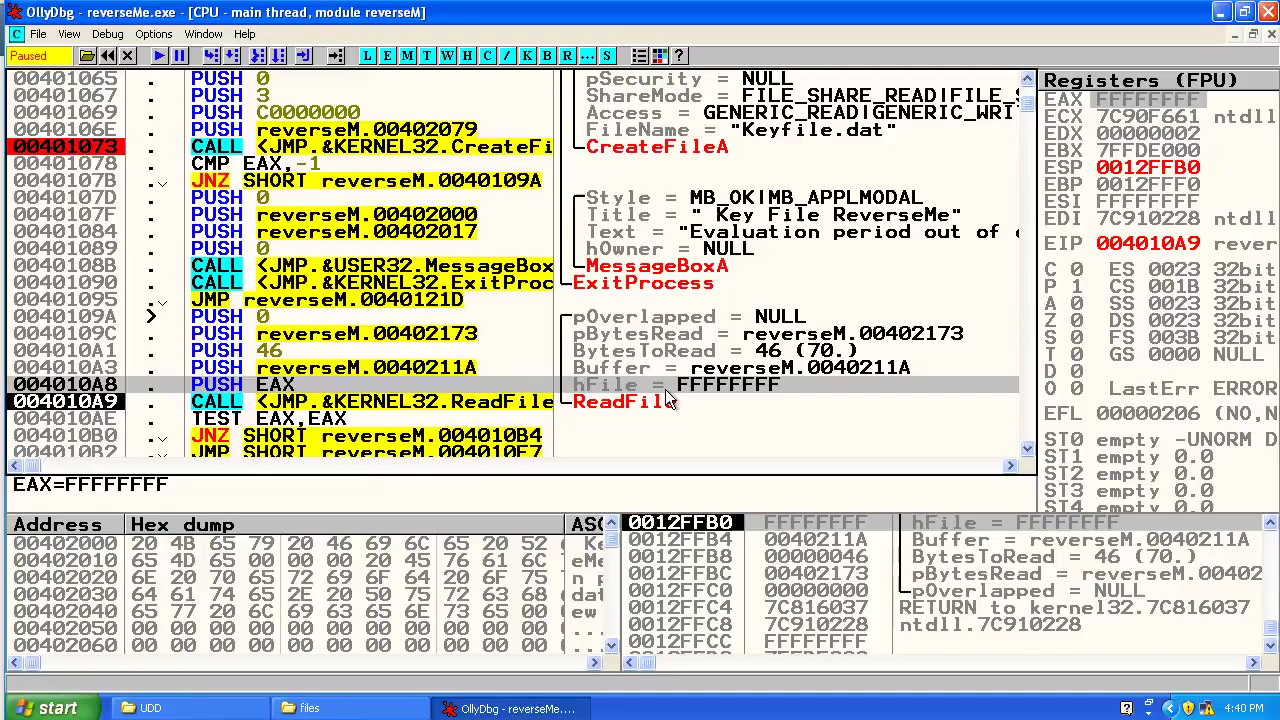 OllyDbg - reverseMe.exe - [CPU - main thread, module reverseM]
C File View Debug Options Window Help
Paused L E M T W H C / K B R ... S ?
00401065 . PUSH 0 pSecurity = NULL
00401067 . PUSH 3 ShareMode = FILE_SHARE_READ|FILE_S
00401069 . PUSH C0000000 Access = GENERIC_READ|GENERIC_WRI
0040106E . PUSH reverseM.00402079 FileName = "Keyfile.dat"
00401073 . CALL <JMP.&KERNEL32.CreateFi CreateFileA
00401078 . CMP EAX,-1
0040107B . JNZ SHORT reverseM.0040109A
0040107D . PUSH 0 Style = MB_OK|MB_APPLMODAL
0040107F . PUSH reverseM.00402000 Title = " Key File ReverseMe"
00401084 . PUSH reverseM.00402017 Text = "Evaluation period out of
00401089 . PUSH 0 hOwner = NULL
0040108B . CALL <JMP.&USER32.MessageBox MessageBoxA
00401090 . CALL <JMP.&KERNEL32.ExitProc ExitProcess
00401095 . JMP reverseM.0040121D
0040109A > PUSH 0 pOverlapped = NULL
0040109C . PUSH reverseM.00402173 pBytesRead = reverseM.00402173
004010A1 . PUSH 46 BytesToRead = 46 (70.)
004010A3 . PUSH reverseM.0040211A Buffer = reverseM.0040211A
004010A8 . PUSH EAX hFile = FFFFFFFF
004010A9 . CALL <JMP.&KERNEL32.ReadFile ReadFile
004010AE . TEST EAX,EAX
004010B0 . JNZ SHORT reverseM.004010B4
004010B2 . JMP SHORT reverseM.004010F7
EAX=FFFFFFFF
Registers (FPU)
EAX FFFFFFFF
ECX 7C90F661 ntdll
EDX 00000002
EBX 7FFDE000
ESP 0012FFB0
EBP 0012FFF0
ESI FFFFFFFF
EDI 7C910228 ntdll
EIP 004010A9 rever
C 0 ES 0023 32bit
P 1 CS 001B 32bit
A 0 SS 0023 32bit
Z 0 DS 0023 32bit
S 0 FS 003B 32bit
T 0 GS 0000 NULL
D 0
O 0 LastErr ERROR
EFL 00000206 (NO,N
ST0 empty -UNORM D
ST1 empty 0.0
ST2 empty 0.0
ST3 empty 0.0
ST4 empty 0.0
Address Hex dump ASC
00402000 20 4B 65 79 20 46 69 6C 65 20 52 Ke
00402010 65 4D 65 00 00 00 20 45 76 61 6C eMe
00402020 6E 20 70 65 72 69 6F 64 20 6F 75 n p
00402030 64 61 74 65 2E 20 50 75 72 63 68 dat
00402040 65 77 20 6C 69 63 65 6E 73 65 00 ew
00402050 00 00 00 00 00 00 00 00 00 00 00 ...
00402060 00 00 00 00 00 00 00 00 00 00 00 ...
0012FFB0 FFFFFFFF hFile = FFFFFFFF
0012FFB4 0040211A Buffer = reverseM.0040211A
0012FFB8 00000046 BytesToRead = 46 (70.)
0012FFBC 00402173 pBytesRead = reverseM.00402
0012FFC0 00000000 pOverlapped = NULL
0012FFC4 7C816037 RETURN to kernel32.7C816037
0012FFC8 7C910228 ntdll.7C910228
0012FFCC FFFFFFFF
start UDD files OllyDbg - reverseMe.... ? 4:40 PM